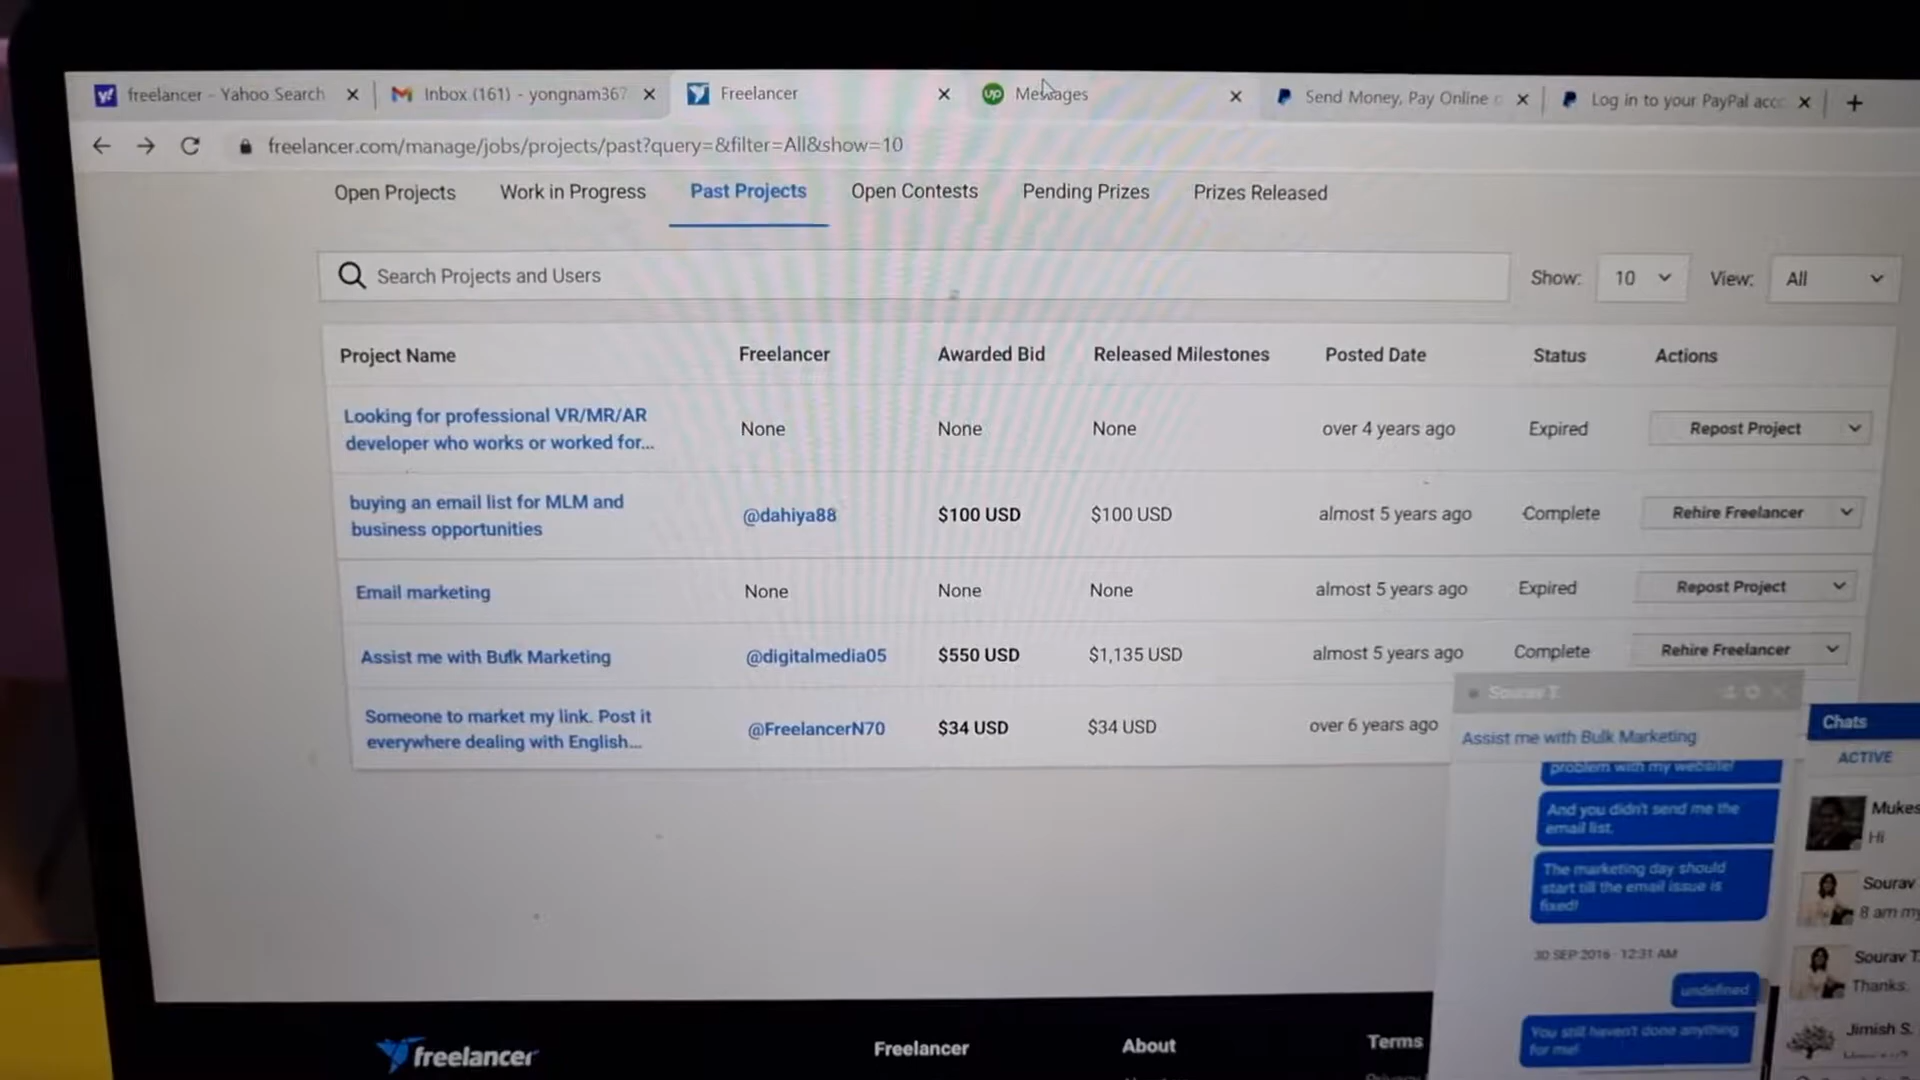 freelancer - Yahoo Search
Inbox (161) - yongnam367
Freelancer
up Messages
Send Money, Pay Online
Log in to your PayPal acc
freelancer.com/manage/jobs/projects/past?query=&filter=All&show=10
Open Projects Work in Progress Past Projects Open Contests Pending Prizes Prizes Released
Search Projects and Users
Show: 10 View: All
Project Name Freelancer Awarded Bid Released Milestones Posted Date Status Actions
Looking for professional VR/MR/AR
developer who works or worked for...
None None None over 4 years ago Expired Repost Project
buying an email list for MLM and
business opportunities
@dahiya88 $100 USD $100 USD almost 5 years ago Complete Rehire Freelancer
Email marketing None None None almost 5 years ago Expired Repost Project
Assist me with Bulk Marketing @digitalmedia05 $550 USD $1,135 USD almost 5 years ago Complete Rehire Freelancer
Someone to market my link. Post it
everywhere dealing with English...
@FreelancerN70 $34 USD $34 USD over 6 years ago
Sourav T.
Assist me with Bulk Marketing
problem with my website!
And you didn't send me the
email list.
The marketing day should
start till the email issue is
fixed!
30 SEP 2016 - 12:31 AM
undefined
You still haven't done anything
for me!
Chats
ACTIVE
Mukes
Hi
Sourav
8 am my
Sourav T.
Thanks.
Jimish S.
freelancer
Freelancer About Terms